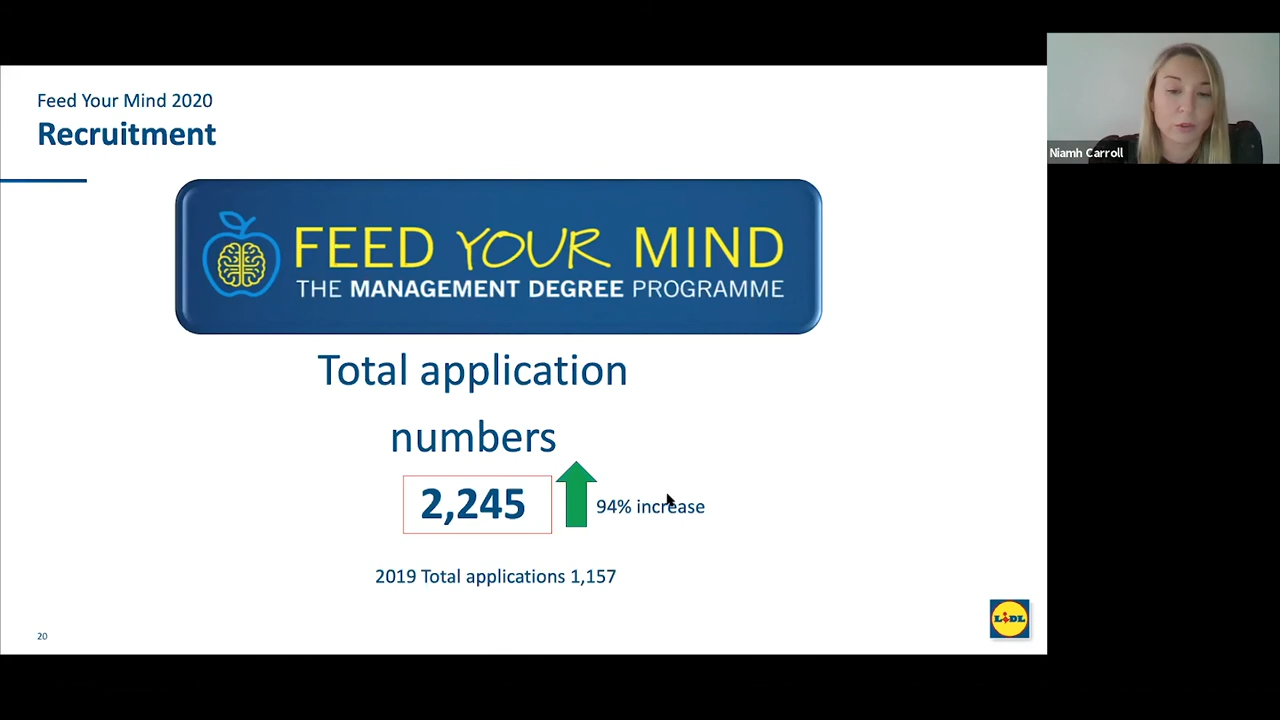 Feed Your Mind 2020
Recruitment
Niamh Carroll
FEED YOUR MIND
THE MANAGEMENT DEGREE PROGRAMME
Total application
numbers
2,245
94% increase
2019 Total applications 1,157
20
LIDL